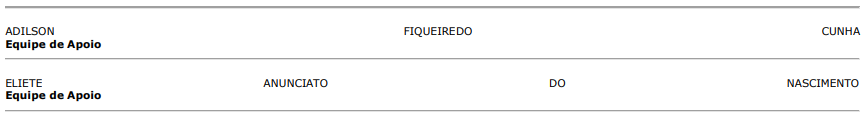 ADILSON FIQUEIREDO CUNHA
Equipe de Apoio
ELIETE ANUNCIATO DO NASCIMENTO
Equipe de Apoio